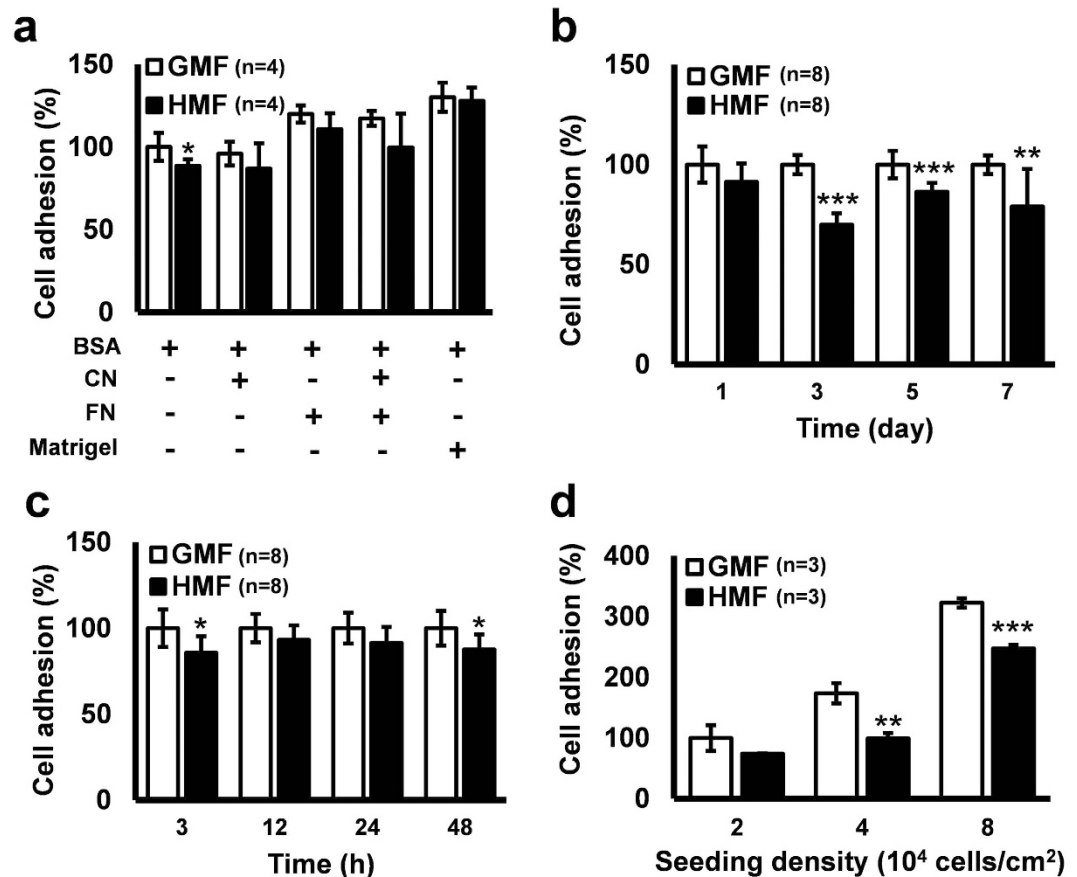 a
150
100
50
0
Cell adhesion (%)
GMF (n=4)
HMF (n=4)
*
BSA + + + + +
CN - + - + -
FN - - + + -
Matrigel - - - - +
b
150
100
50
0
Cell adhesion (%)
GMF (n=8)
HMF (n=8)
*** *** **
1 3 5 7
Time (day)
c
150
100
50
0
Cell adhesion (%)
GMF (n=8)
HMF (n=8)
* *
3 12 24 48
Time (h)
d
400
300
200
100
0
Cell adhesion (%)
GMF (n=3)
HMF (n=3)
** ***
2 4 8
Seeding density (10⁴ cells/cm²)